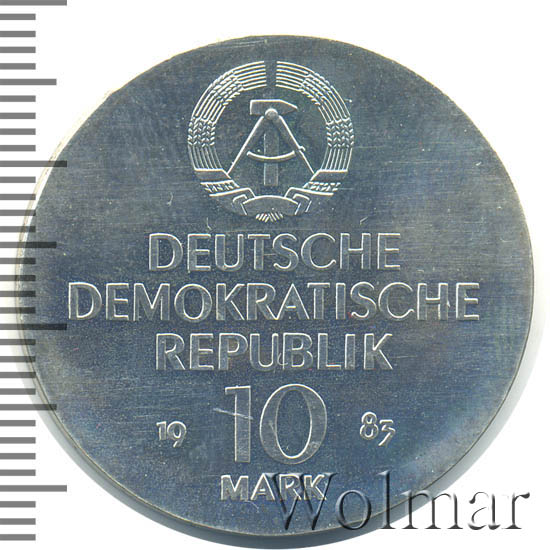 DEUTSCHE
DEMOKRATISCHE
REPUBLIK
19 10 83
MARK
Wolmar